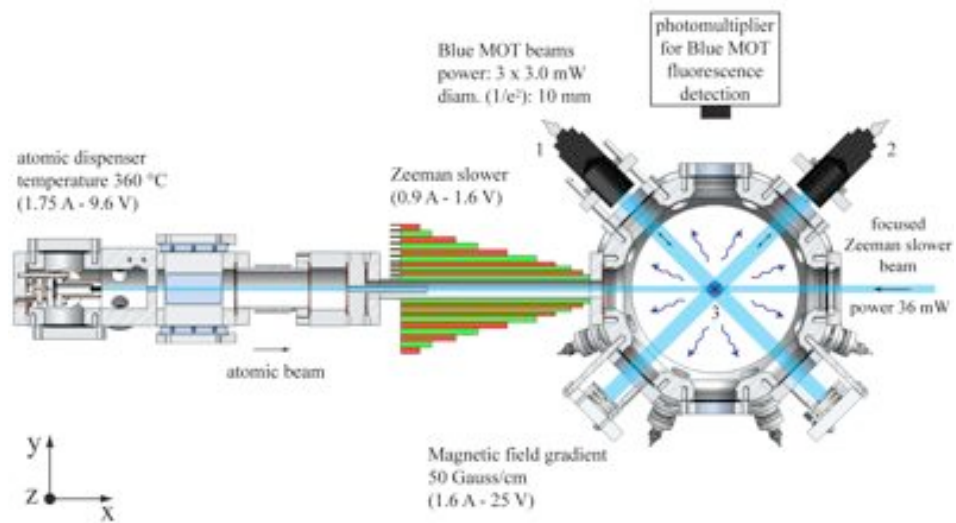 photomultiplier
for Blue MOT
fluorescence
detection
Blue MOT beams
power: 3 x 3.0 mW
diam. (1/e²): 10 mm
1
2
atomic dispenser
temperature 360 °C
(1.75 A - 9.6 V)
Zeeman slower
(0.9 A - 1.6 V)
focused
Zeeman slower
beam
power 36 mW
3
atomic beam
Magnetic field gradient
50 Gauss/cm
(1.6 A - 25 V)
y
z
x